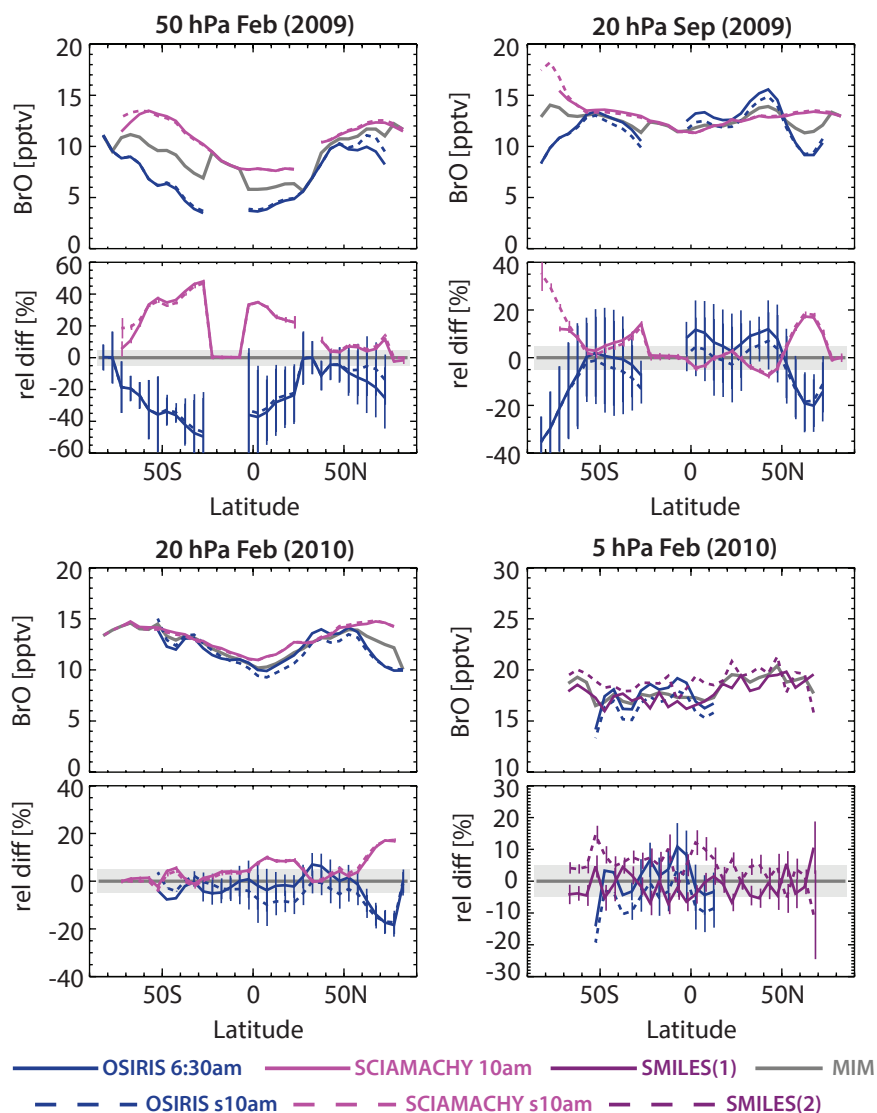 50 hPa Feb (2009)
20
15
10
5
0
BrO [pptv]
60
40
20
0
-20
-40
-60
rel diff [%]
50S 0 50N
Latitude
20 hPa Sep (2009)
20
15
10
5
0
BrO [pptv]
40
20
0
-20
-40
rel diff [%]
50S 0 50N
Latitude
20 hPa Feb (2010)
20
15
10
5
0
BrO [pptv]
40
20
0
-20
-40
rel diff [%]
50S 0 50N
Latitude
5 hPa Feb (2010)
30
25
20
15
10
BrO [pptv]
30
20
10
0
-10
-20
-30
rel diff [%]
50S 0 50N
Latitude
OSIRIS 6:30am SCIAMACHY 10am SMILES(1) MIM
OSIRIS s10am SCIAMACHY s10am SMILES(2)